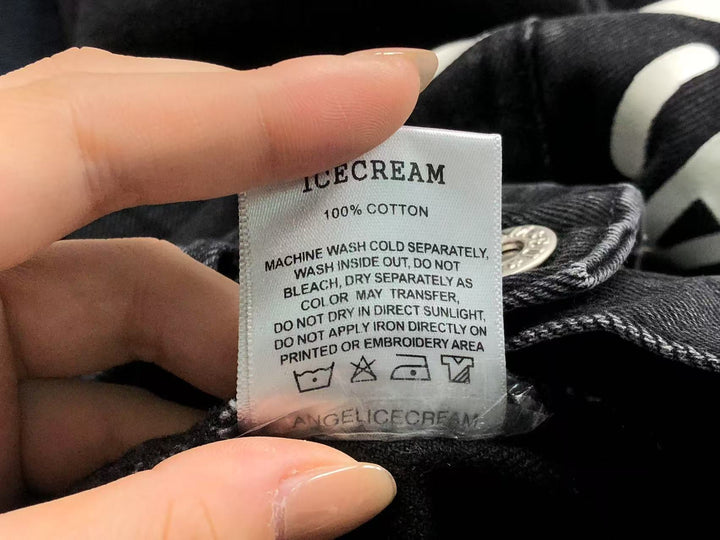 ICECREAM
100% COTTON
MACHINE WASH COLD SEPARATELY,
WASH INSIDE OUT, DO NOT
BLEACH, DRY SEPARATELY AS
COLOR MAY TRANSFER,
DO NOT DRY IN DIRECT SUNLIGHT,
DO NOT APPLY IRON DIRECTLY ON
PRINTED OR EMBROIDERY AREA
ANGELICECREAM